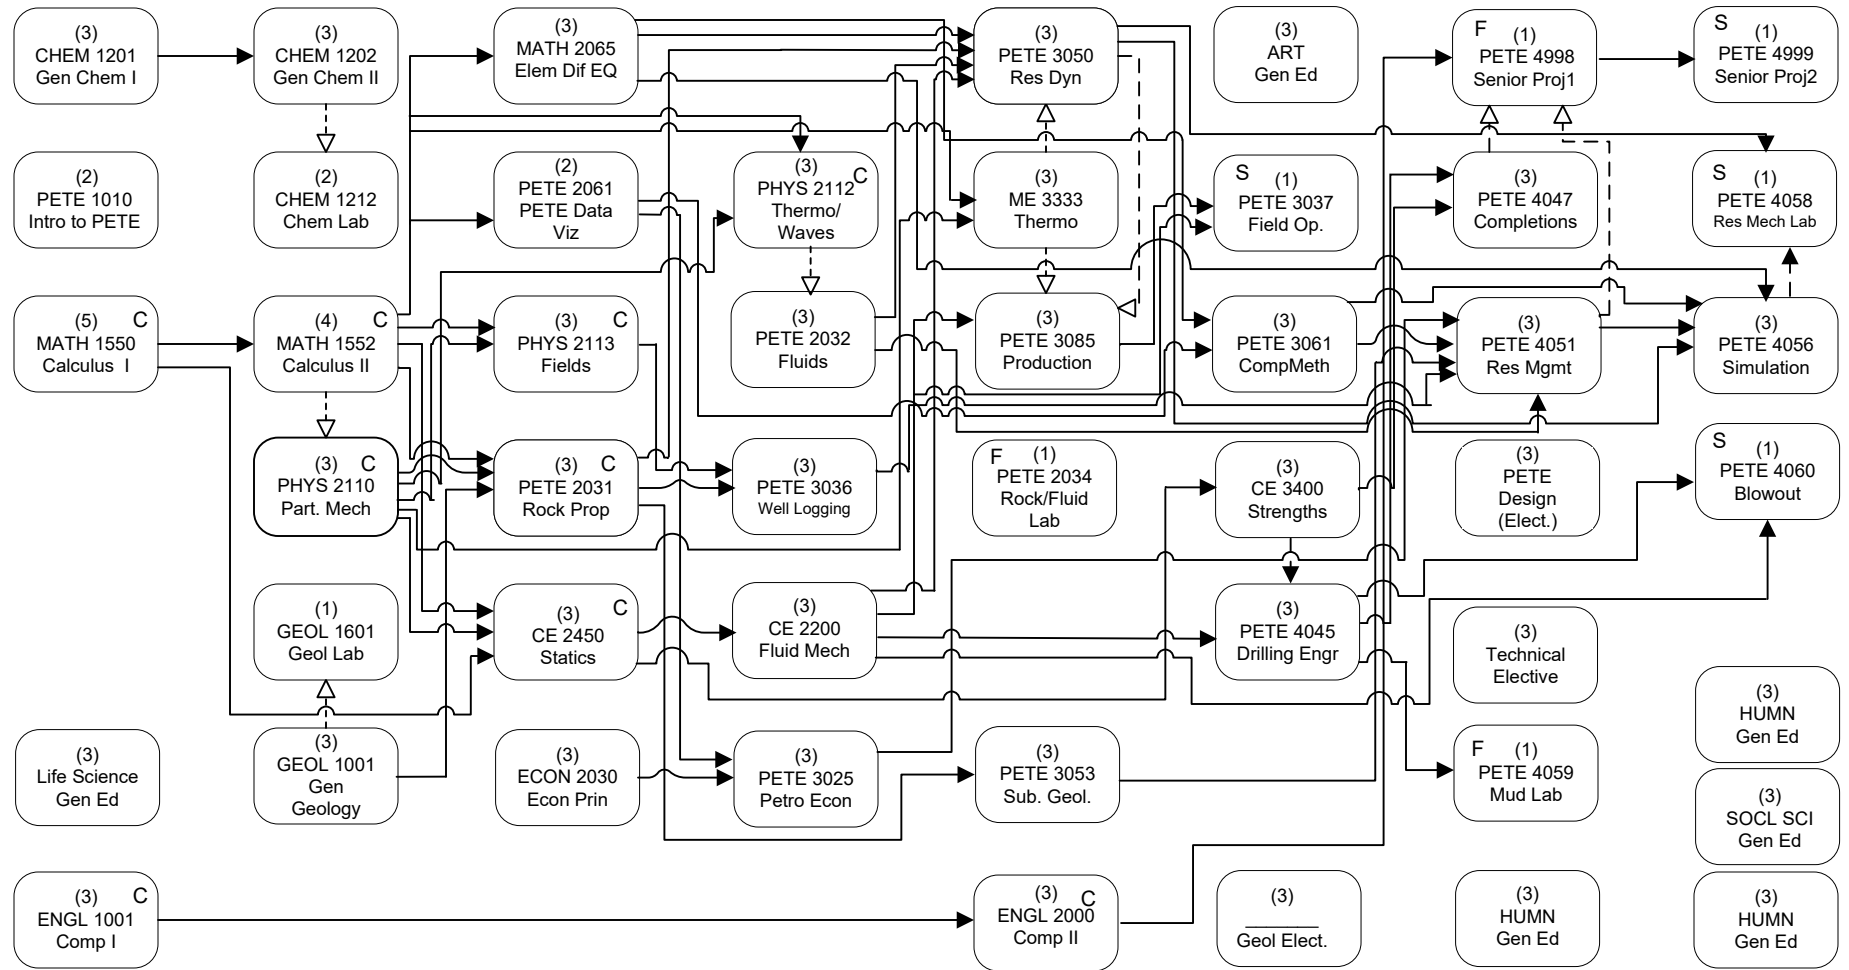 (3)
CHEM 1201
Gen Chem I
(2)
PETE 1010
Intro to PETE
(5) C
MATH 1550
Calculus I
(3)
Life Science
Gen Ed
(3) C
ENGL 1001
Comp I
(3)
CHEM 1202
Gen Chem II
(2)
CHEM 1212
Chem Lab
(4) C
MATH 1552
Calculus II
(3) C
PHYS 2110
Part. Mech
(1)
GEOL 1601
Geol Lab
(3)
GEOL 1001
Gen
Geology
(3)
MATH 2065
Elem Dif EQ
(2)
PETE 2061
PETE Data
Viz
(3) C
PHYS 2113
Fields
(3) C
PETE 2031
Rock Prop
(3) C
CE 2450
Statics
(3)
ECON 2030
Econ Prin
(3) C
PHYS 2112
Thermo/
Waves
(3)
PETE 2032
Fluids
(3)
PETE 3036
Well Logging
(3)
CE 2200
Fluid Mech
(3)
PETE 3025
Petro Econ
(3)
PETE 3050
Res Dyn
(3)
ME 3333
Thermo
(3)
PETE 3085
Production
F (1)
PETE 2034
Rock/Fluid
Lab
(3)
PETE 3053
Sub. Geol.
(3) C
ENGL 2000
Comp II
(3)
ART
Gen Ed
S (1)
PETE 3037
Field Op.
(3)
PETE 3061
CompMeth
(3)
CE 3400
Strengths
(3)
PETE 4045
Drilling Engr
(3)
Geol Elect.
F (1)
PETE 4998
Senior Proj1
(3)
PETE 4047
Completions
(3)
PETE 4051
Res Mgmt
(3)
PETE
Design
(Elect.)
(3)
Technical
Elective
F (1)
PETE 4059
Mud Lab
(3)
HUMN
Gen Ed
S (1)
PETE 4999
Senior Proj2
S (1)
PETE 4058
Res Mech Lab
(3)
PETE 4056
Simulation
S (1)
PETE 4060
Blowout
(3)
HUMN
Gen Ed
(3)
SOCL SCI
Gen Ed
(3)
HUMN
Gen Ed